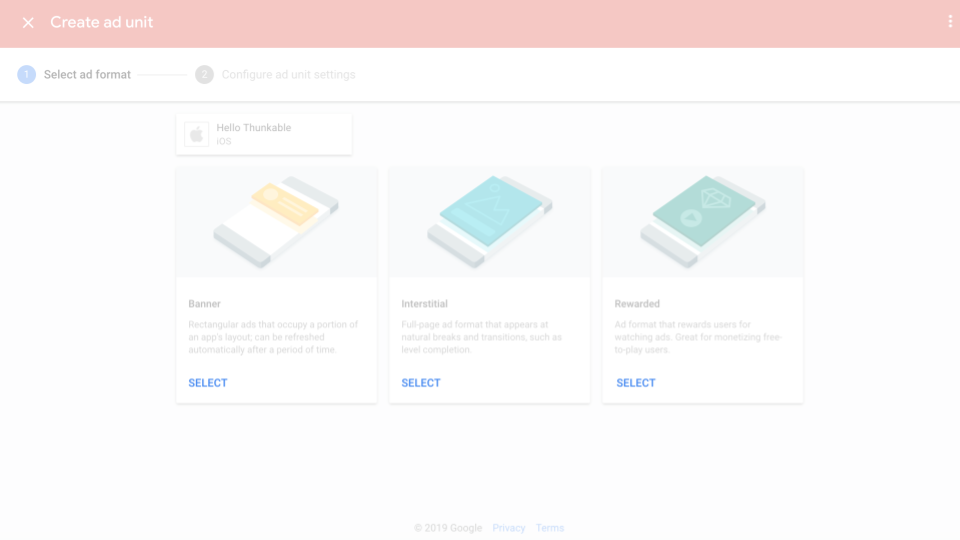 Create ad unit
1 Select ad format
2 Configure ad unit settings
Hello Thunkable
iOS
Banner
Rectangular ads that occupy a portion of
an app's layout; can be refreshed
automatically after a period of time.
SELECT
Interstitial
Full-page ad format that appears at
natural breaks and transitions, such as
level completion.
SELECT
Rewarded
Ad format that rewards users for
watching ads. Great for monetizing free-
to-play users.
SELECT
© 2019 Google Privacy Terms